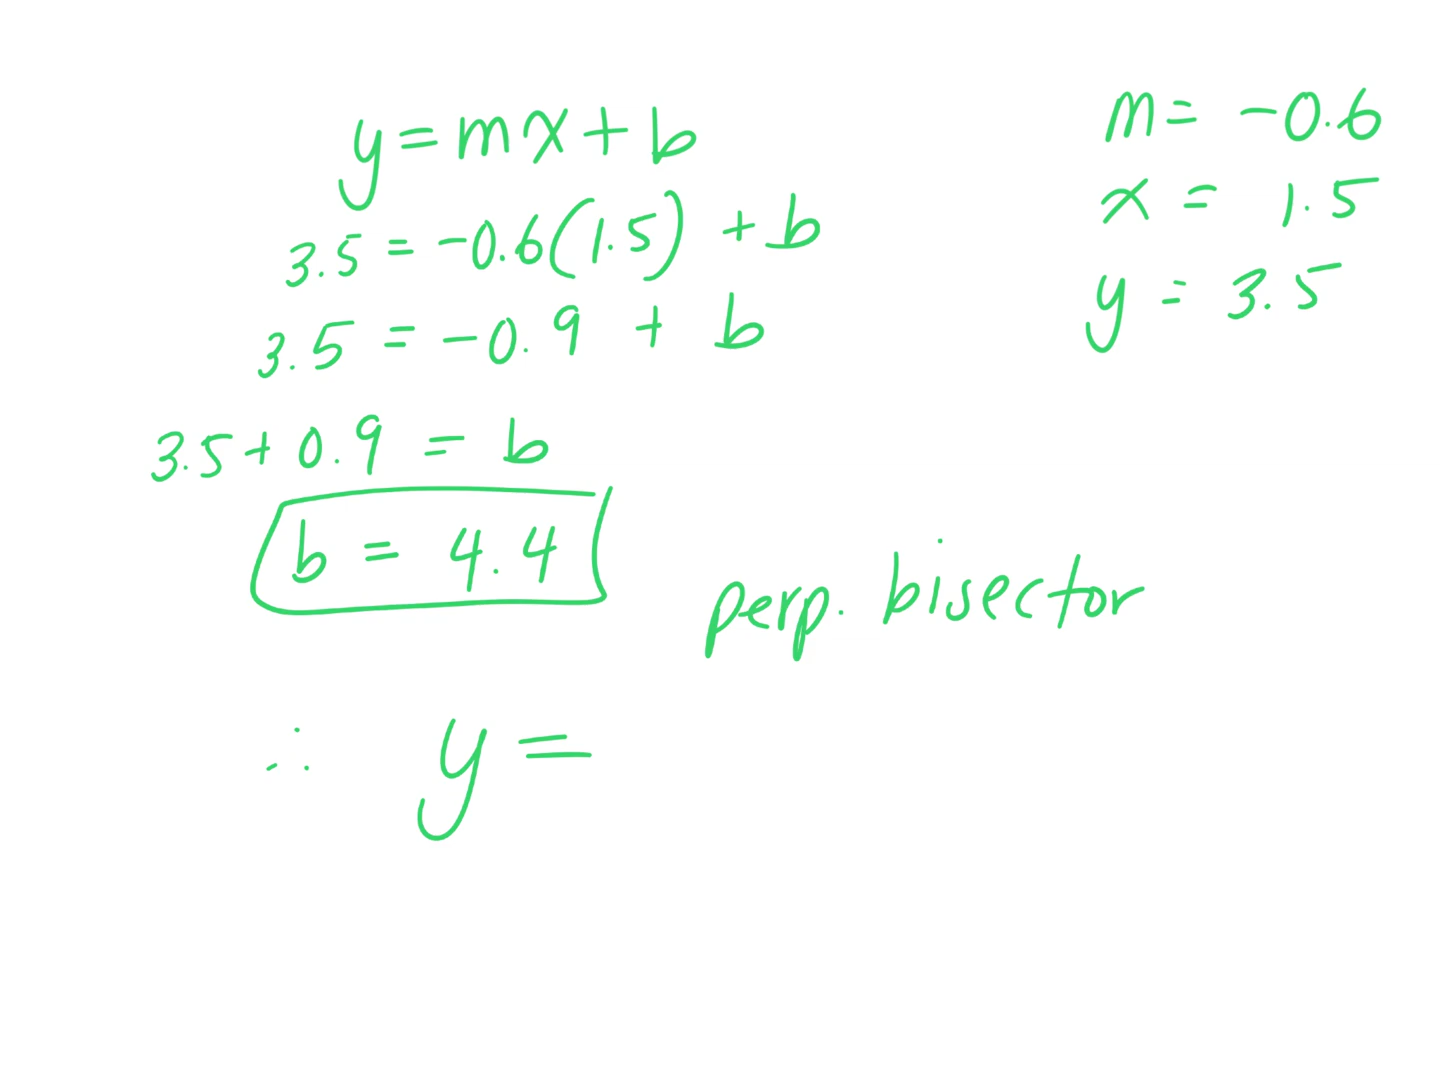 y = mx + b
3.5 = -0.6(1.5) + b
3.5 = -0.9 + b
3.5 + 0.9 = b
b = 4.4
m = -0.6
x = 1.5
y = 3.5
perp. bisector
∴ y =